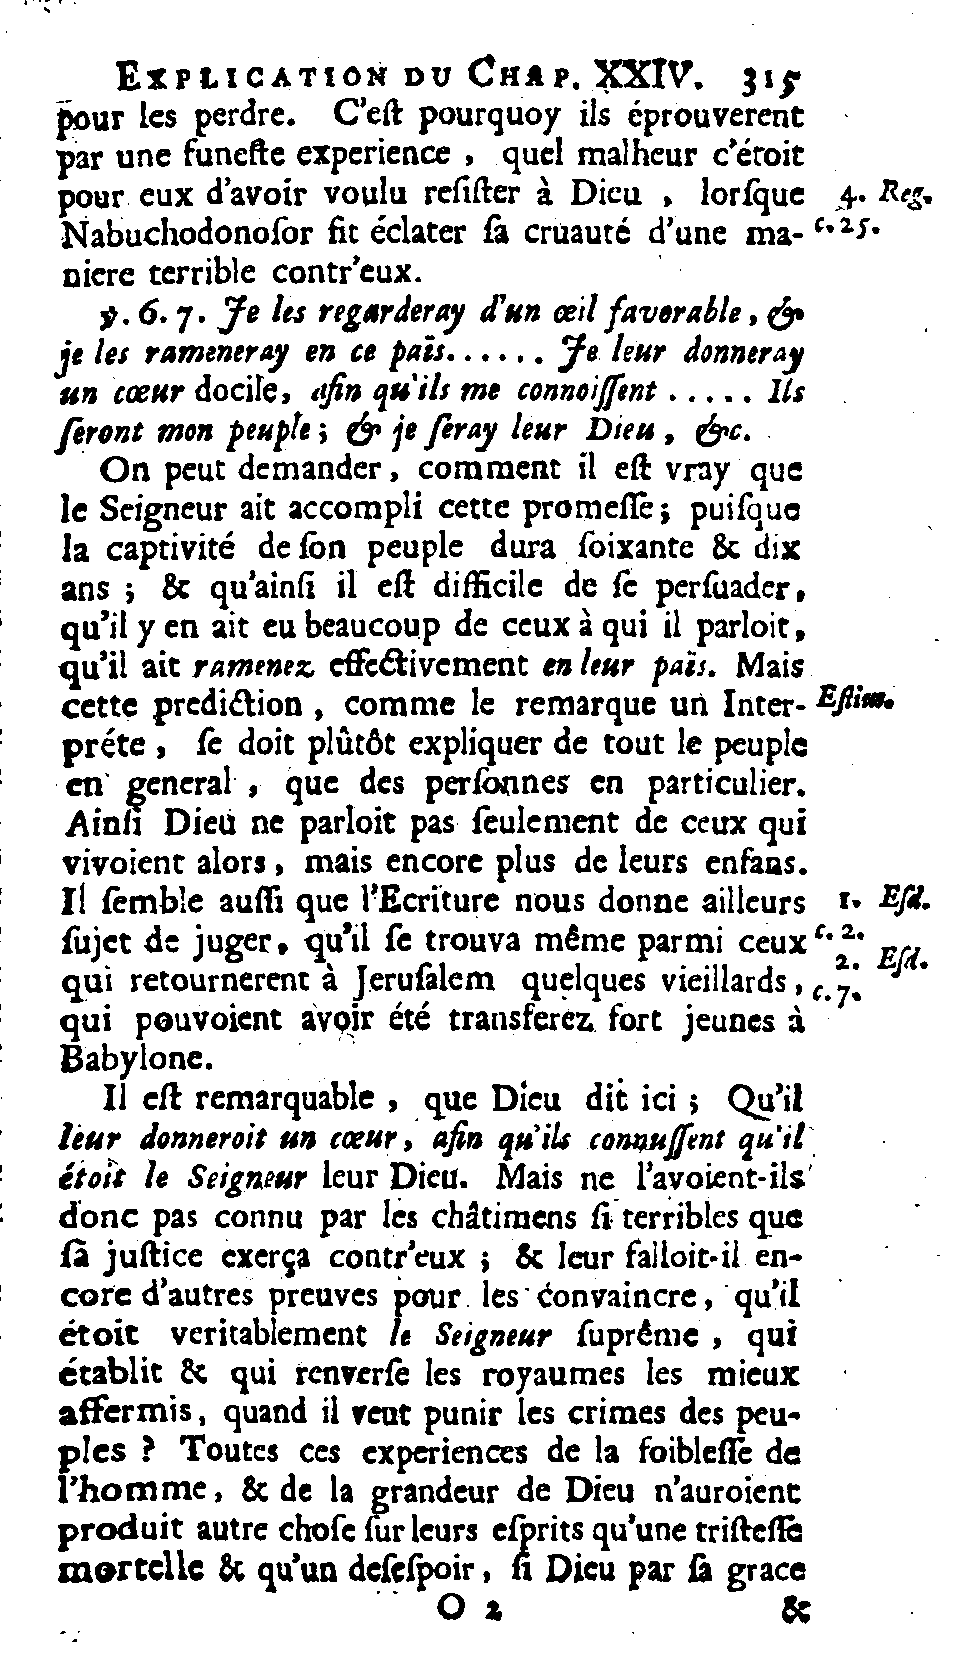 EXPLICATION DU CHAP. XXIV. 315
pour les perdre. C'eſt pourquoy ils éprouverent
par une funeſte experience, quel malheur c'étoit
pour eux d'avoir voulu reſiſter à Dieu, lorſque 4. Reg.
Nabuchodonoſor fit éclater ſa cruauté d'une ma- c. 25.
niere terrible contr'eux.
℣. 6. 7. Je les regarderay d'un œil favorable, &
je les rameneray en ce païs...... Je leur donneray
un cœur docile, afin qu'ils me connoiſſent ..... Ils
ſeront mon peuple; & je ſeray leur Dieu, &c.
On peut demander, comment il eſt vray que
le Seigneur ait accompli cette promeſſe; puiſque
la captivité de ſon peuple dura ſoixante & dix
ans; & qu'ainſi il eſt difficile de ſe perſuader,
qu'il y en ait eu beaucoup de ceux à qui il parloit,
qu'il ait ramenez effectivement en leur païs. Mais
cette prediction, comme le remarque un Inter- Eſtius.
préte, ſe doit plûtôt expliquer de tout le peuple
en general, que des perſonnes en particulier.
Ainſi Dieu ne parloit pas ſeulement de ceux qui
vivoient alors, mais encore plus de leurs enfans.
Il ſemble auſſi que l'Ecriture nous donne ailleurs 1. Eſd.
ſujet de juger, qu'il ſe trouva même parmi ceux c. 2.
2. Eſd.
qui retournerent à Jeruſalem quelques vieillards, c. 7.
qui pouvoient avoir été transferez fort jeunes à
Babylone.
Il eſt remarquable, que Dieu dit ici; Qu'il
leur donneroit un cœur, afin qu'ils connuſſent qu'il
étoit le Seigneur leur Dieu. Mais ne l'avoient-ils
donc pas connu par les châtimens ſi terribles que
ſa juſtice exerça contr'eux; & leur falloit-il en-
core d'autres preuves pour les convaincre, qu'il
étoit veritablement le Seigneur ſuprême, qui
établit & qui renverſe les royaumes les mieux
affermis, quand il veut punir les crimes des peu-
ples? Toutes ces experiences de la foibleſſe de
l'homme, & de la grandeur de Dieu n'auroient
produit autre choſe ſur leurs eſprits qu'une triſteſſe
mortelle & qu'un deſeſpoir, ſi Dieu par ſa grace
O 2 &